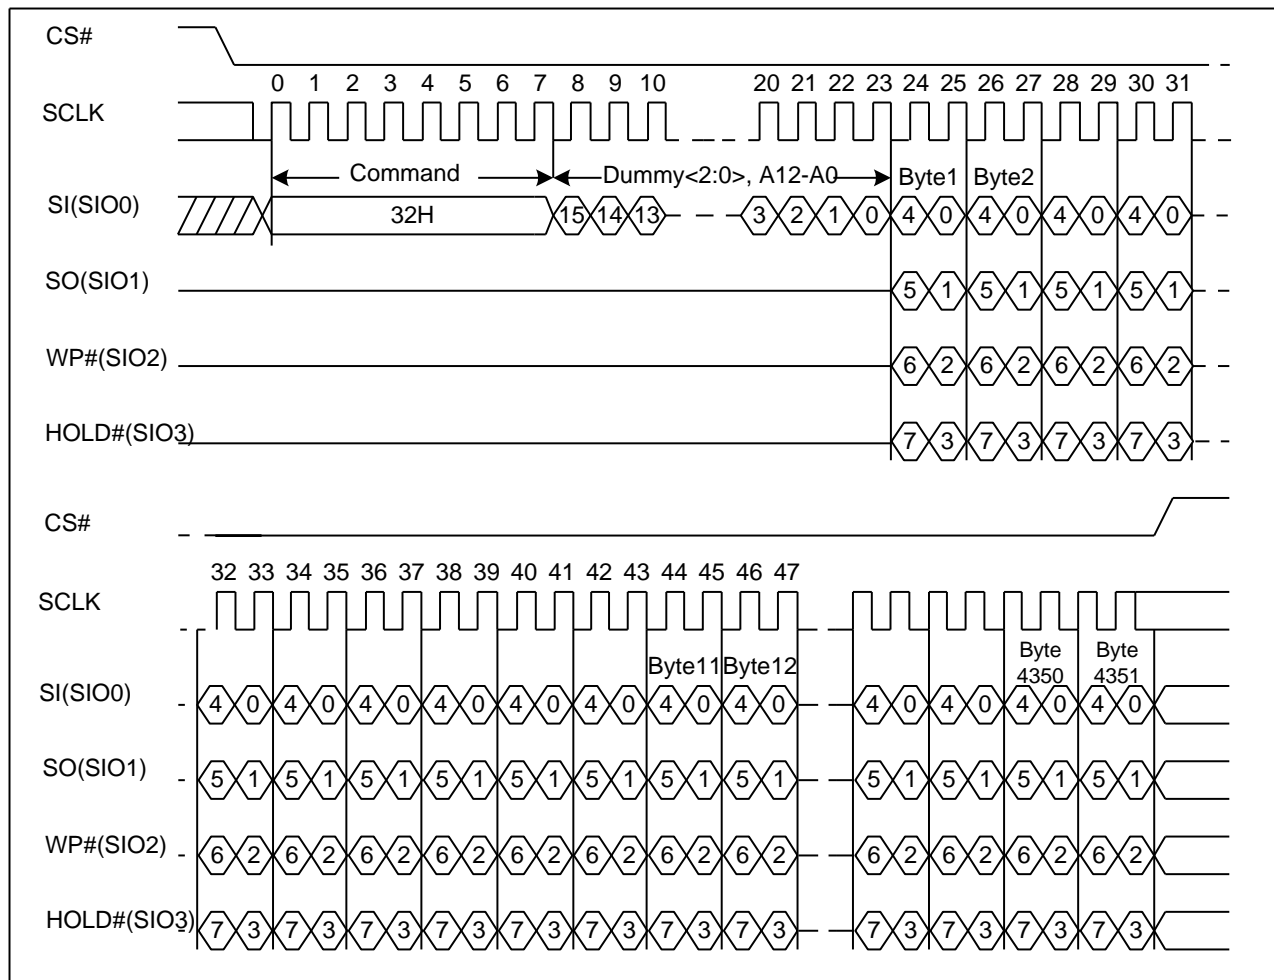 CS#
0 1 2 3 4 5 6 7 8 9 10 20 21 22 23 24 25 26 27 28 29 30 31
SCLK
Command Dummy<2:0>, A12-A0 Byte1 Byte2
SI(SIO0) 32H 15 14 13 3 2 1 0 4 0 4 0 4 0 4 0
SO(SIO1) 5 1 5 1 5 1 5 1
WP#(SIO2) 6 2 6 2 6 2 6 2
HOLD#(SIO3) 7 3 7 3 7 3 7 3
CS#
32 33 34 35 36 37 38 39 40 41 42 43 44 45 46 47
SCLK
Byte11 Byte12 Byte 4350 Byte 4351
SI(SIO0) 4 0 4 0 4 0 4 0 4 0 4 0 4 0 4 0 4 0 4 0 4 0 4 0
SO(SIO1) 5 1 5 1 5 1 5 1 5 1 5 1 5 1 5 1 5 1 5 1 5 1 5 1
WP#(SIO2) 6 2 6 2 6 2 6 2 6 2 6 2 6 2 6 2 6 2 6 2 6 2 6 2
HOLD#(SIO3) 7 3 7 3 7 3 7 3 7 3 7 3 7 3 7 3 7 3 7 3 7 3 7 3